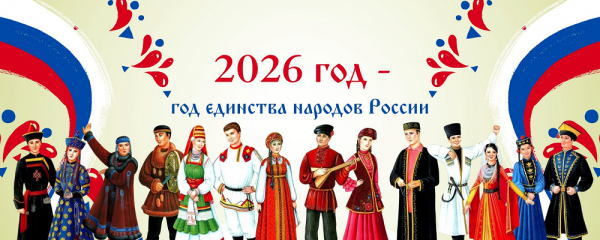 2026 год -
год единства народов России